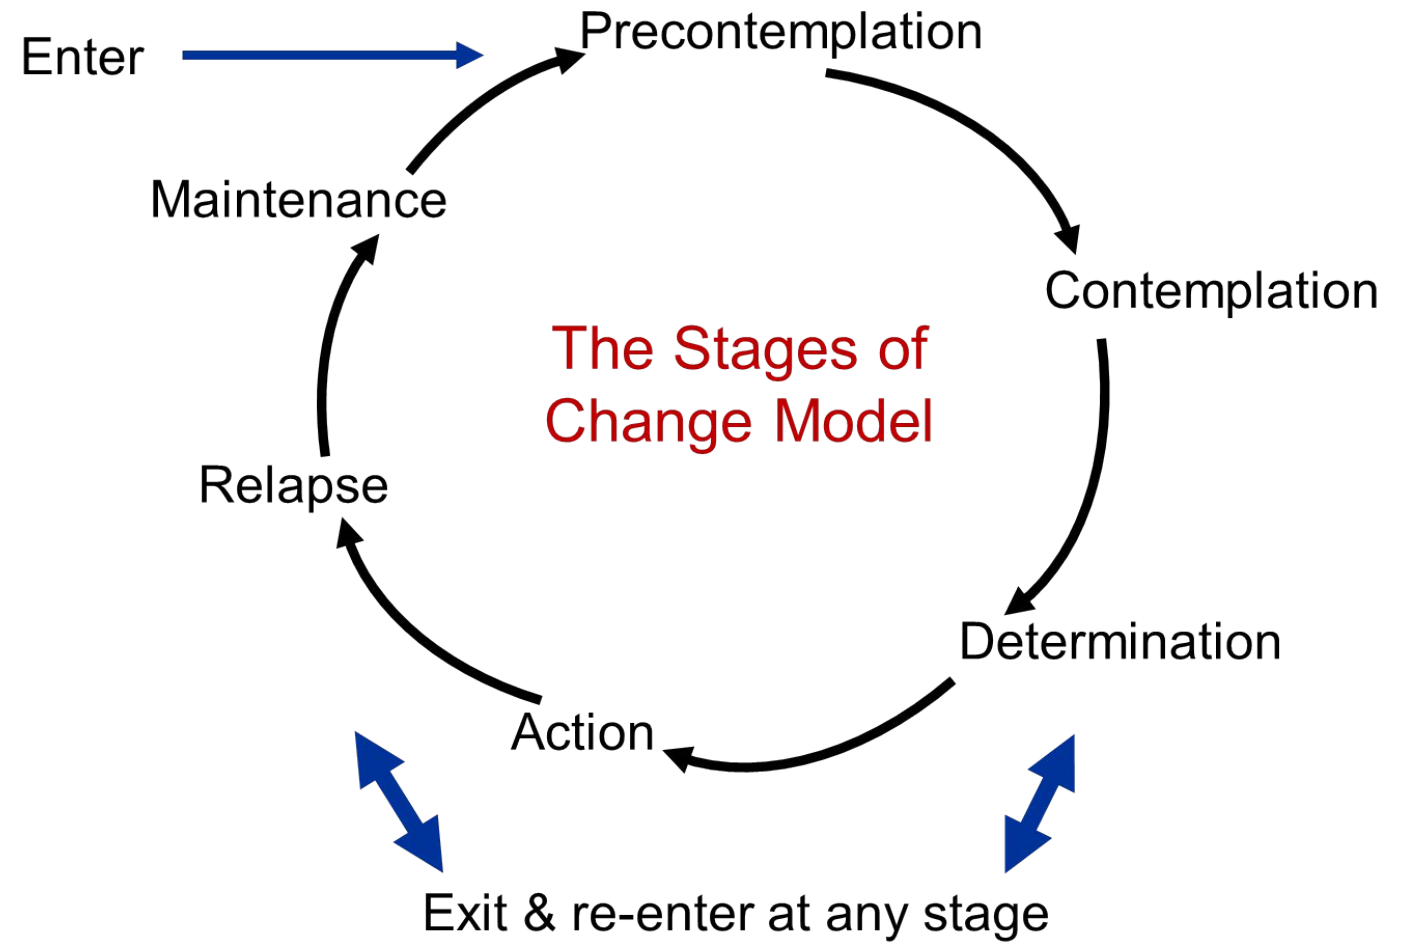 Enter
Precontemplation
Contemplation
Determination
Action
Relapse
Maintenance
The Stages of
Change Model
Exit & re-enter at any stage